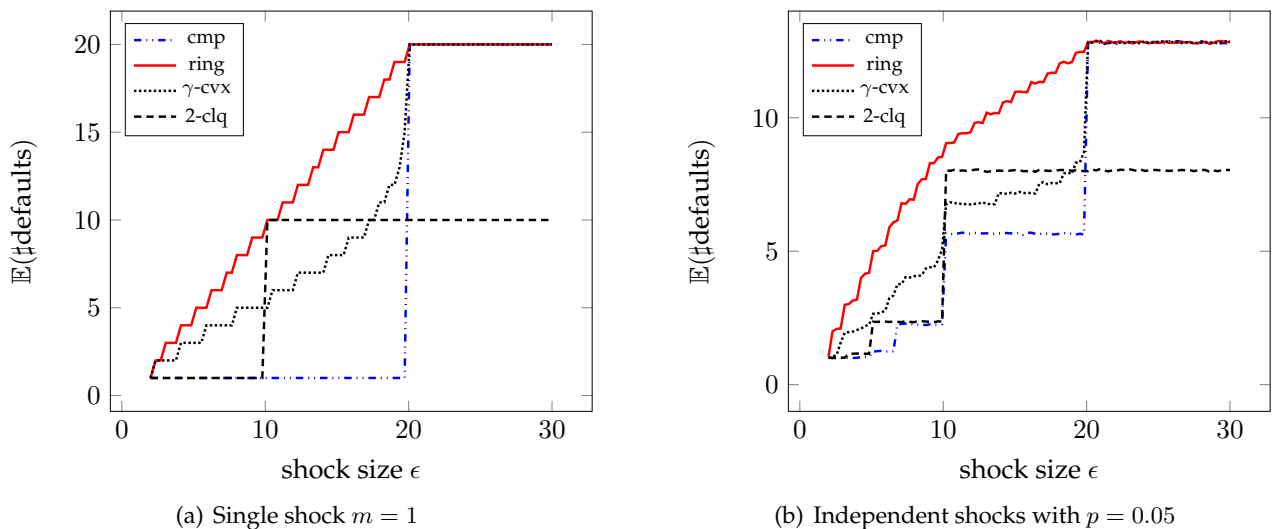 cmp
ring
γ-cvx
2-clq
20
15
10
5
0
𝔼(♯defaults)
0 10 20 30
shock size ϵ
(a) Single shock m = 1
cmp
ring
γ-cvx
2-clq
10
5
0
𝔼(♯defaults)
0 10 20 30
shock size ϵ
(b) Independent shocks with p = 0.05